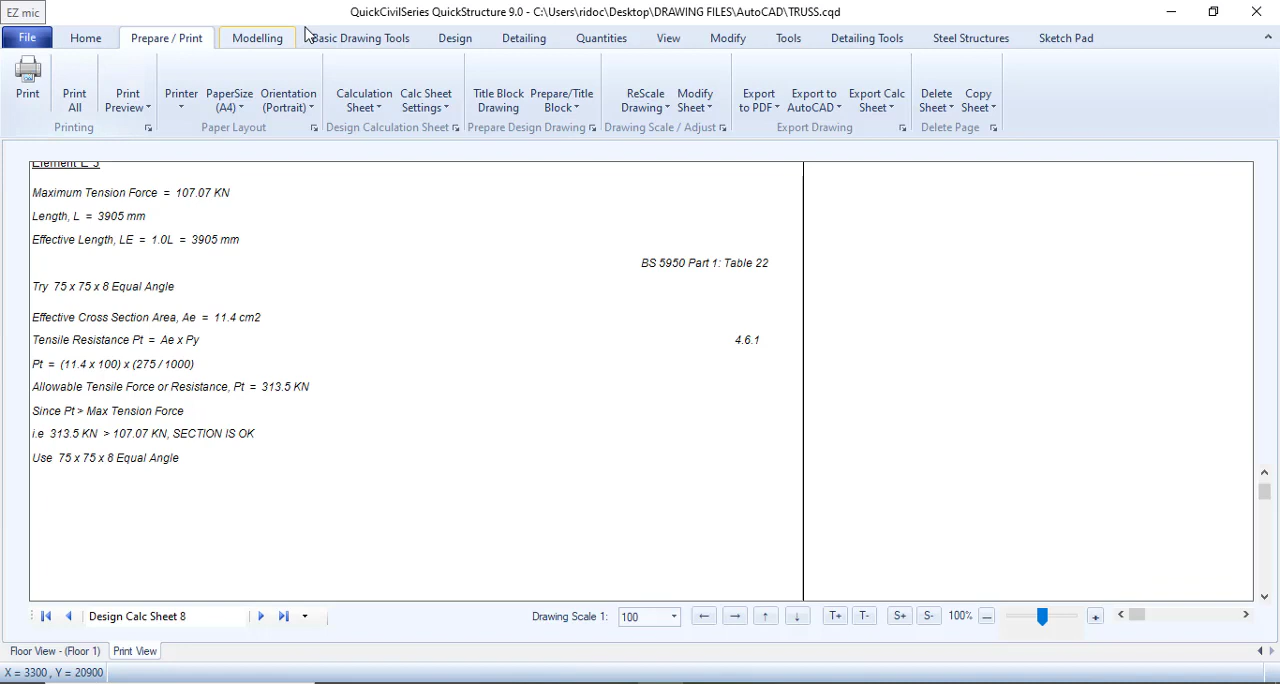 EZ mic
QuickCivilSeries QuickStructure 9.0 - C:\Users\ridoc\Desktop\DRAWING FILES\AutoCAD\TRUSS.cqd
File Home Prepare / Print Modelling Basic Drawing Tools Design Detailing Quantities View Modify Tools Detailing Tools Steel Structures Sketch Pad
Print Print Print Printer PaperSize Orientation Calculation Calc Sheet Title Block Prepare/Title ReScale Modify Export Export to Export Calc Delete Copy
All Preview (A4) (Portrait) Sheet Settings Drawing Block Drawing Sheet to PDF AutoCAD Sheet Sheet Sheet
Printing Paper Layout Design Calculation Sheet Prepare Design Drawing Drawing Scale / Adjust Export Drawing Delete Page
Element E 5
Maximum Tension Force = 107.07 KN
Length, L = 3905 mm
Effective Length, LE = 1.0L = 3905 mm
BS 5950 Part 1: Table 22
Try 75 x 75 x 8 Equal Angle
Effective Cross Section Area, Ae = 11.4 cm2
Tensile Resistance Pt = Ae x Py 4.6.1
Pt = (11.4 x 100) x (275 / 1000)
Allowable Tensile Force or Resistance, Pt = 313.5 KN
Since Pt > Max Tension Force
i.e 313.5 KN > 107.07 KN, SECTION IS OK
Use 75 x 75 x 8 Equal Angle
Design Calc Sheet 8 Drawing Scale 1: 100 ← → ↑ ↓ T+ T- S+ S- 100%
Floor View - (Floor 1) Print View
X = 3300 , Y = 20900